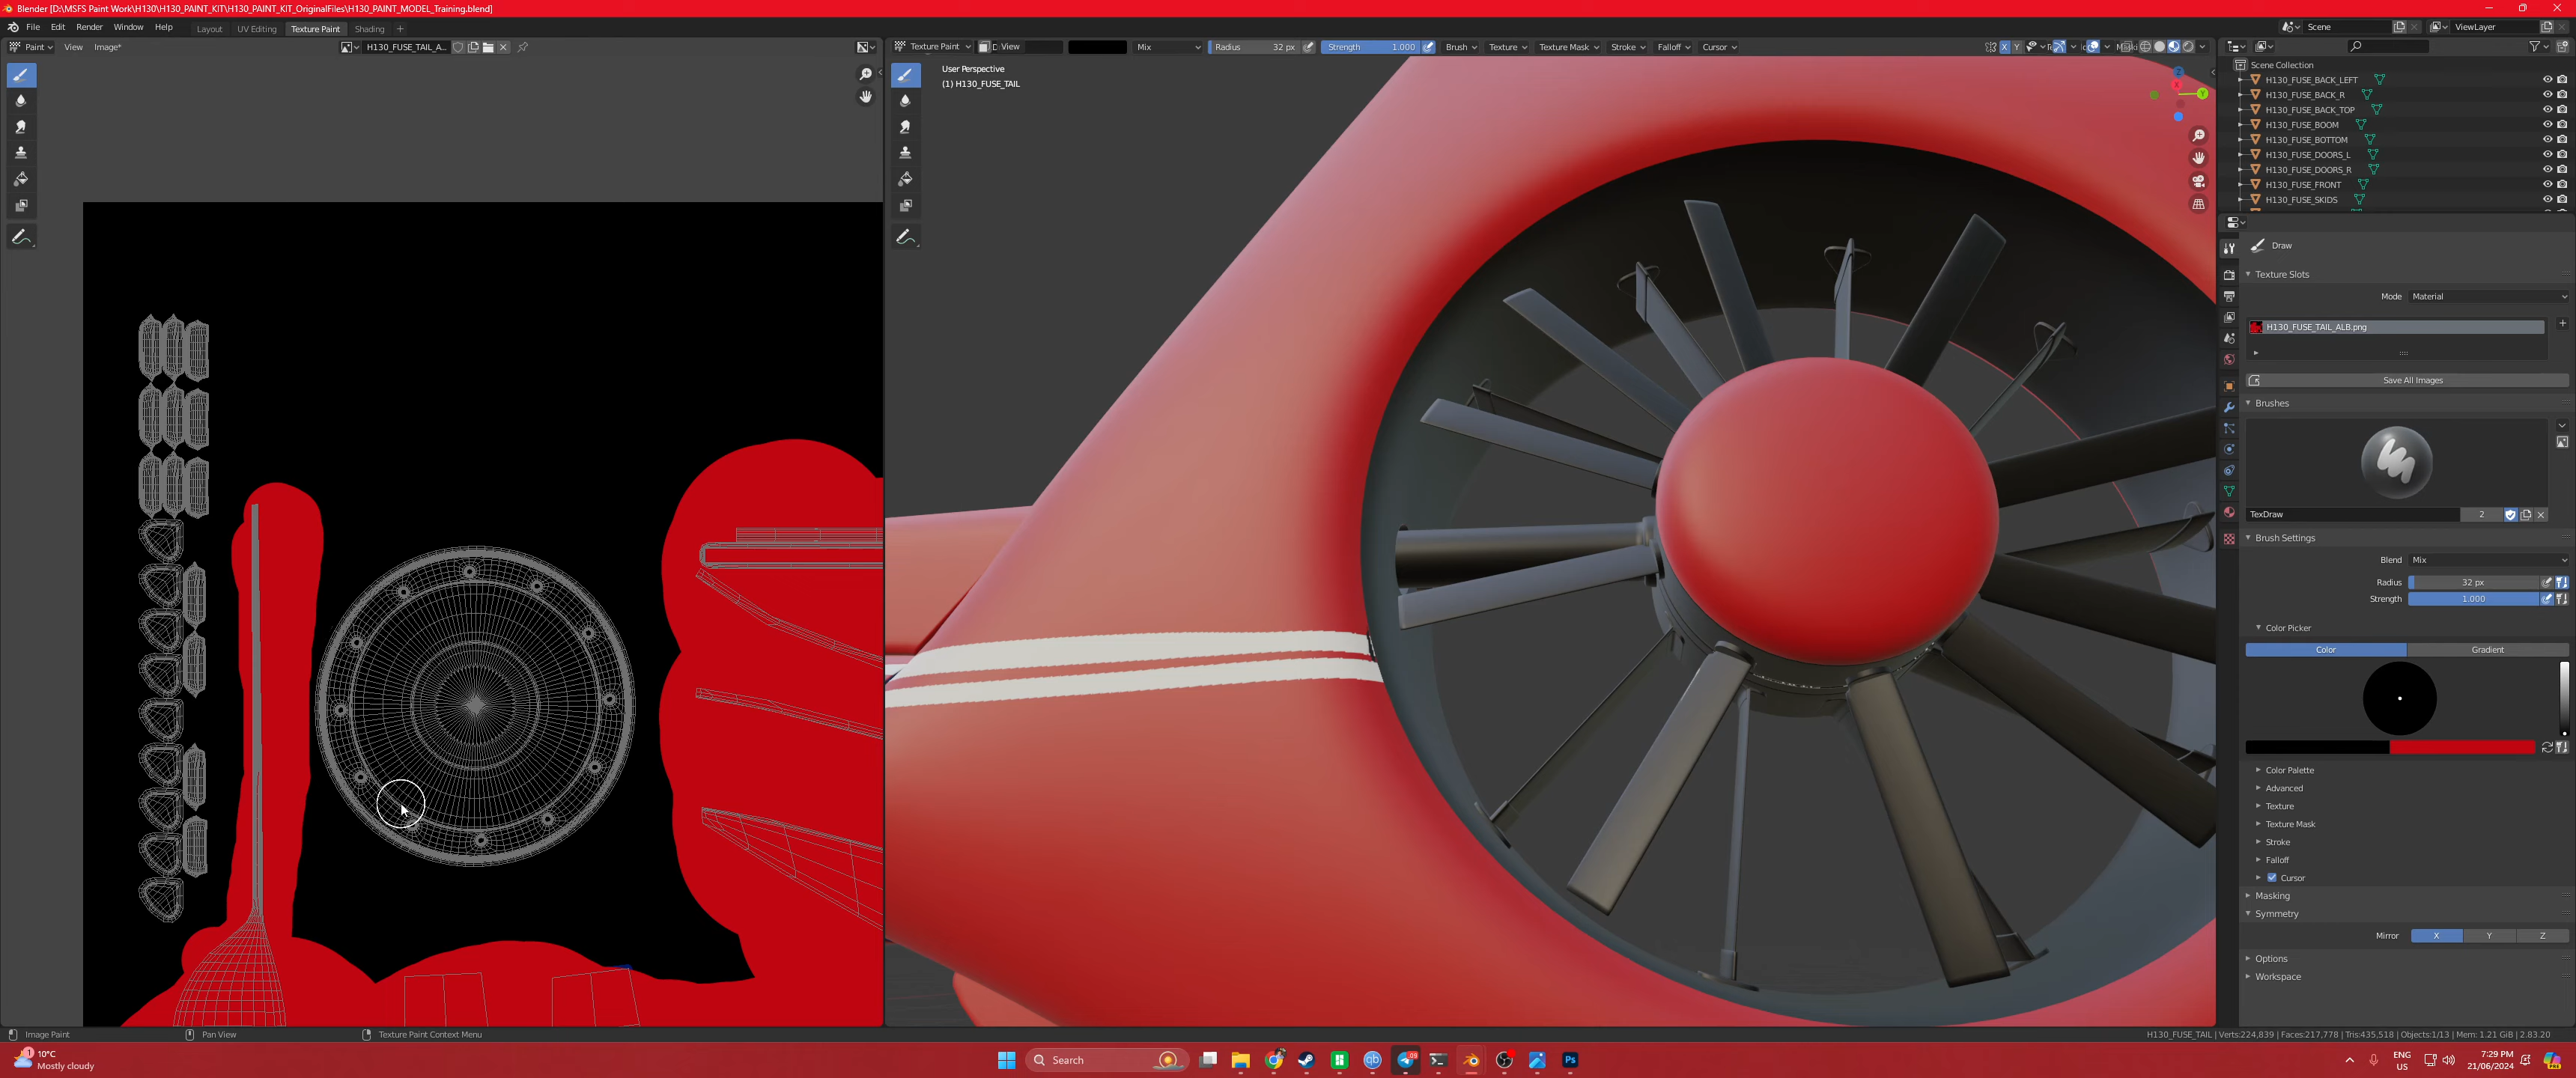 Blender [D:\MSFS Paint Work\H130\H130_PAINT_KIT\H130_PAINT_KIT_OriginalFiles\H130_PAINT_MODEL_Training.blend]
File Edit Render Window Help Layout UV Editing Texture Paint Shading + Scene ViewLayer
Paint View Image* H130_FUSE_TAIL_A...
Texture Paint View Mix Radius 32 px Strength 1.000 Brush Texture Texture Mask Stroke Falloff Cursor X Y
User Perspective
(1) H130_FUSE_TAIL
Z
X
Y
Scene Collection
H130_FUSE_BACK_LEFT
H130_FUSE_BACK_R
H130_FUSE_BACK_TOP
H130_FUSE_BOOM
H130_FUSE_BOTTOM
H130_FUSE_DOORS_L
H130_FUSE_DOORS_R
H130_FUSE_FRONT
H130_FUSE_SKIDS
Draw
Texture Slots
Mode Material
H130_FUSE_TAIL_ALB.png
Save All Images
Brushes
TexDraw 2
Brush Settings
Blend Mix
Radius 32 px
Strength 1.000
Color Picker
Color Gradient
Color Palette
Advanced
Texture
Texture Mask
Stroke
Falloff
Cursor
Masking
Symmetry
Mirror X Y Z
Options
Workspace
Image Paint Pan View Texture Paint Context Menu
H130_FUSE_TAIL | Verts:224,839 | Faces:217,778 | Tris:435,518 | Objects:1/13 | Mem: 1.21 GiB | 2.83.20
1 10°C
Mostly cloudy
Search
qb
Ps
ENG
US
7:29 PM
21/06/2024